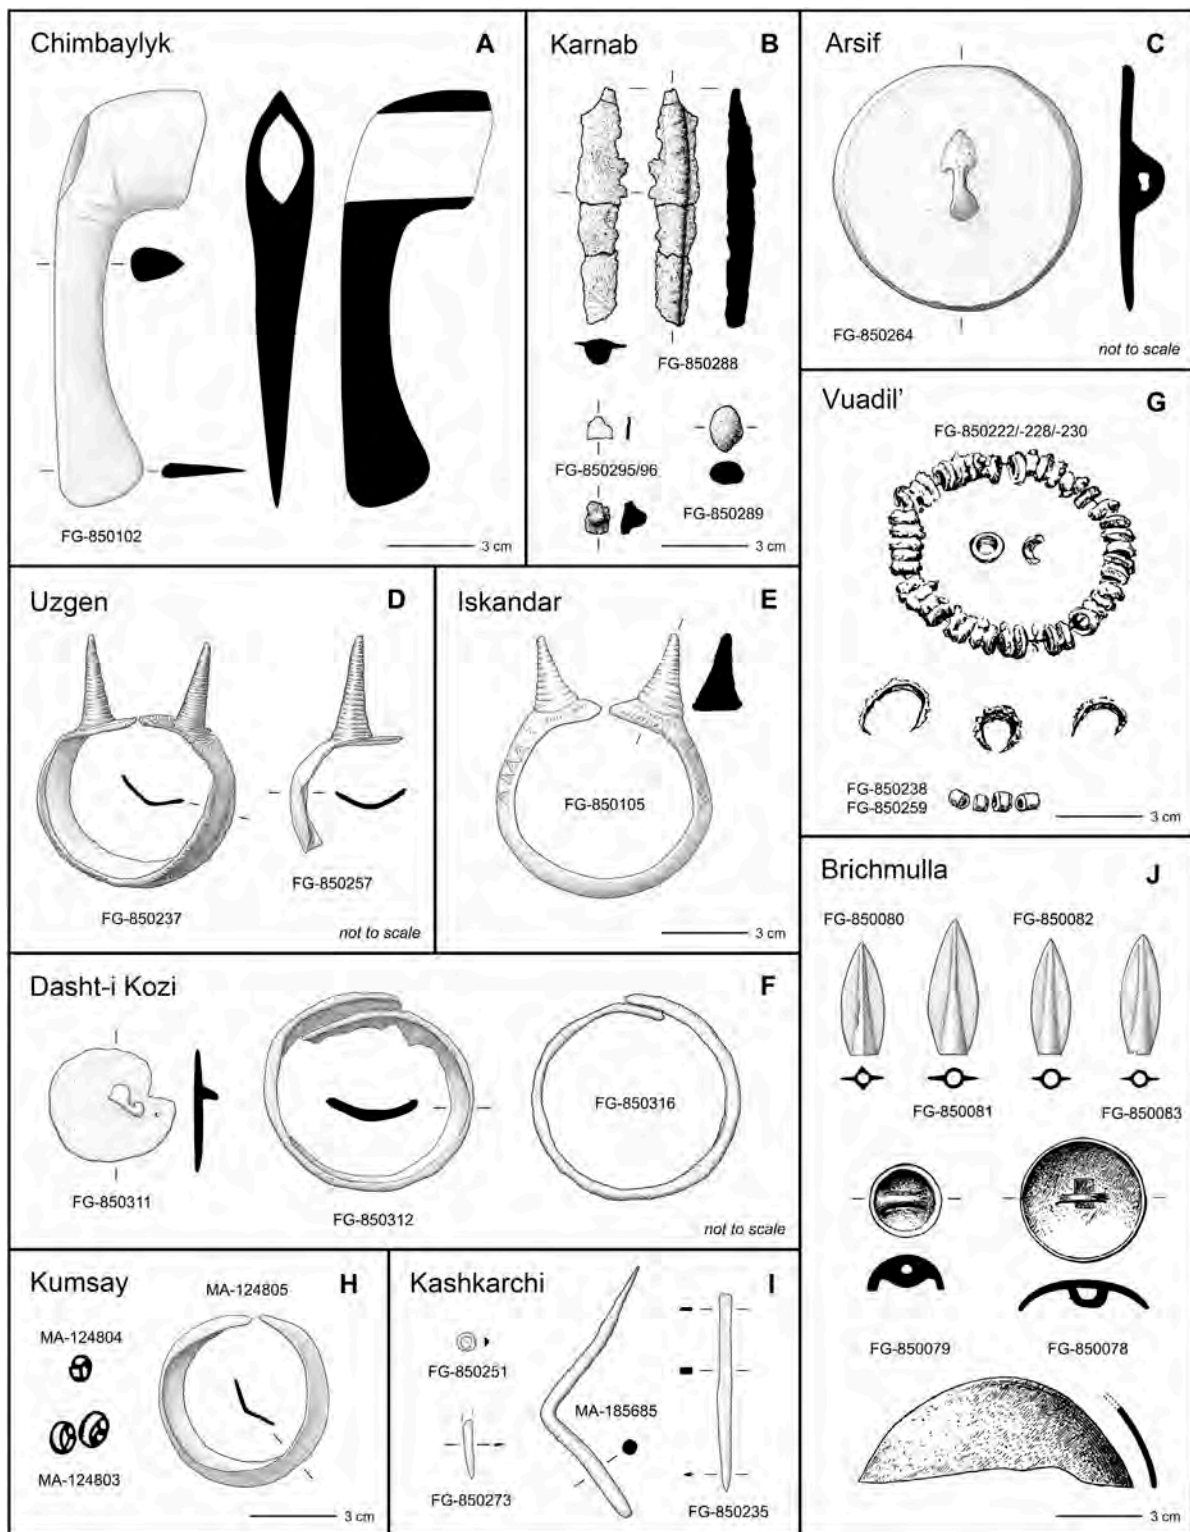 Chimbaylyk
A
FG-850102
3 cm
Karnab
B
FG-850288
FG-850295/96
FG-850289
3 cm
Arsif
C
FG-850264
not to scale
Vuadil’
G
FG-850222/-228/-230
FG-850238
FG-850259
3 cm
Uzgen
D
FG-850257
FG-850237
not to scale
Iskandar
E
FG-850105
3 cm
Dasht-i Kozi
F
FG-850311
FG-850312
FG-850316
not to scale
Kumsay
H
MA-124805
MA-124804
MA-124803
3 cm
Kashkarchi
I
FG-850251
MA-185685
FG-850273
FG-850235
Brichmulla
J
FG-850080
FG-850082
FG-850081
FG-850083
FG-850079
FG-850078
3 cm